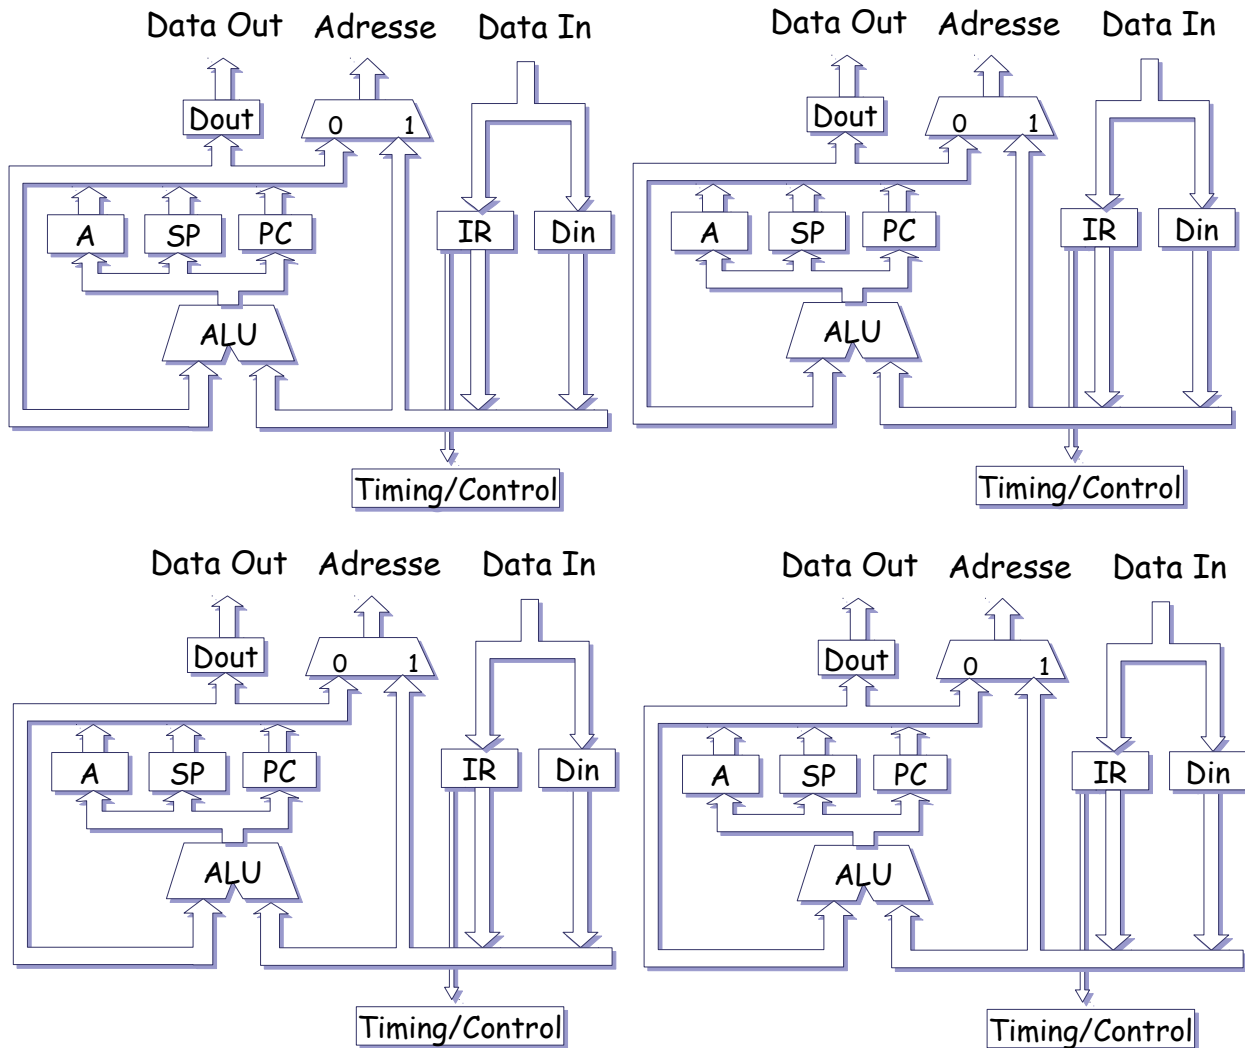 Data Out Adresse Data In
Dout 0 1
A SP PC IR Din
ALU
Timing/Control
Data Out Adresse Data In
Dout 0 1
A SP PC IR Din
ALU
Timing/Control
Data Out Adresse Data In
Dout 0 1
A SP PC IR Din
ALU
Timing/Control
Data Out Adresse Data In
Dout 0 1
A SP PC IR Din
ALU
Timing/Control